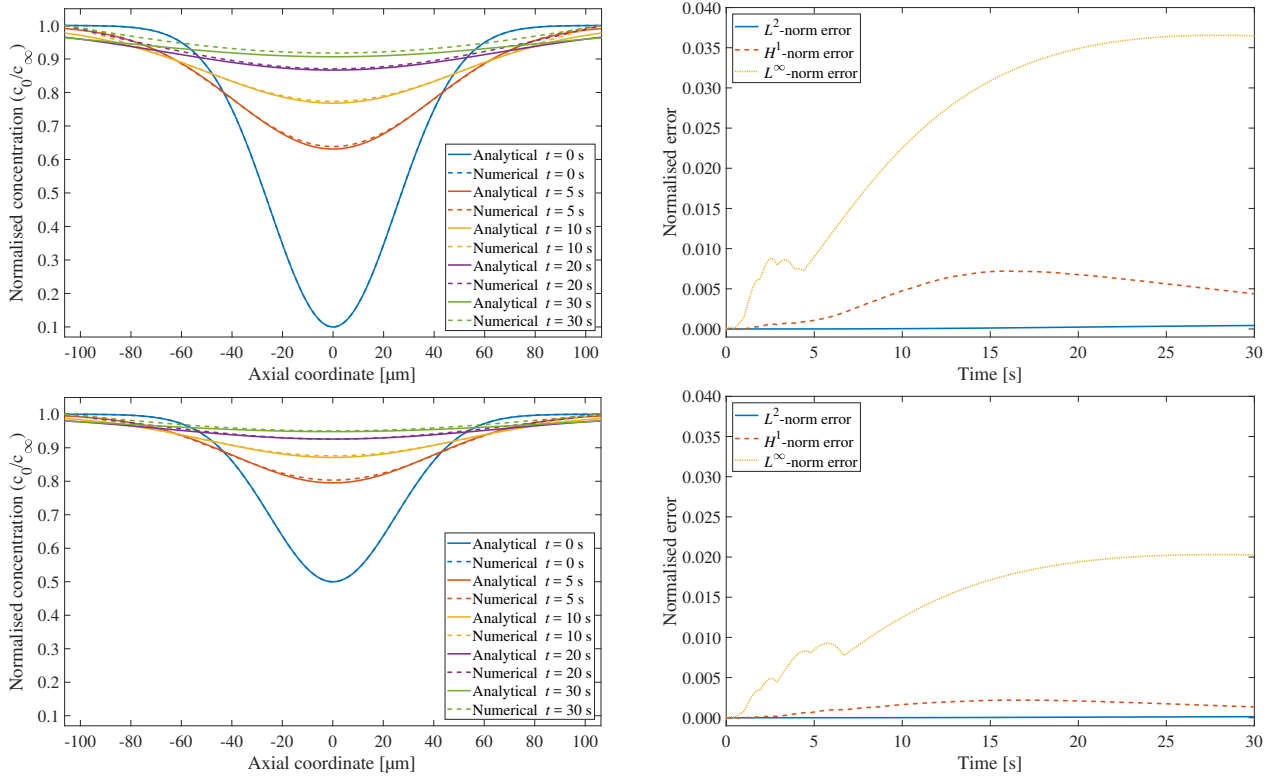 1.0
0.9
0.8
0.7
0.6
0.5
0.4
0.3
0.2
0.1
Normalised concentration (c0/c∞)
-100 -80 -60 -40 -20 0 20 40 60 80 100
Axial coordinate [µm]
Analytical t = 0 s
Numerical t = 0 s
Analytical t = 5 s
Numerical t = 5 s
Analytical t = 10 s
Numerical t = 10 s
Analytical t = 20 s
Numerical t = 20 s
Analytical t = 30 s
Numerical t = 30 s
0.040
0.035
0.030
0.025
0.020
0.015
0.010
0.005
0.000
Normalised error
0 5 10 15 20 25 30
Time [s]
L²-norm error
H¹-norm error
L∞-norm error
1.0
0.9
0.8
0.7
0.6
0.5
0.4
0.3
0.2
0.1
Normalised concentration (c0/c∞)
-100 -80 -60 -40 -20 0 20 40 60 80 100
Axial coordinate [µm]
Analytical t = 0 s
Numerical t = 0 s
Analytical t = 5 s
Numerical t = 5 s
Analytical t = 10 s
Numerical t = 10 s
Analytical t = 20 s
Numerical t = 20 s
Analytical t = 30 s
Numerical t = 30 s
0.040
0.035
0.030
0.025
0.020
0.015
0.010
0.005
0.000
Normalised error
0 5 10 15 20 25 30
Time [s]
L²-norm error
H¹-norm error
L∞-norm error